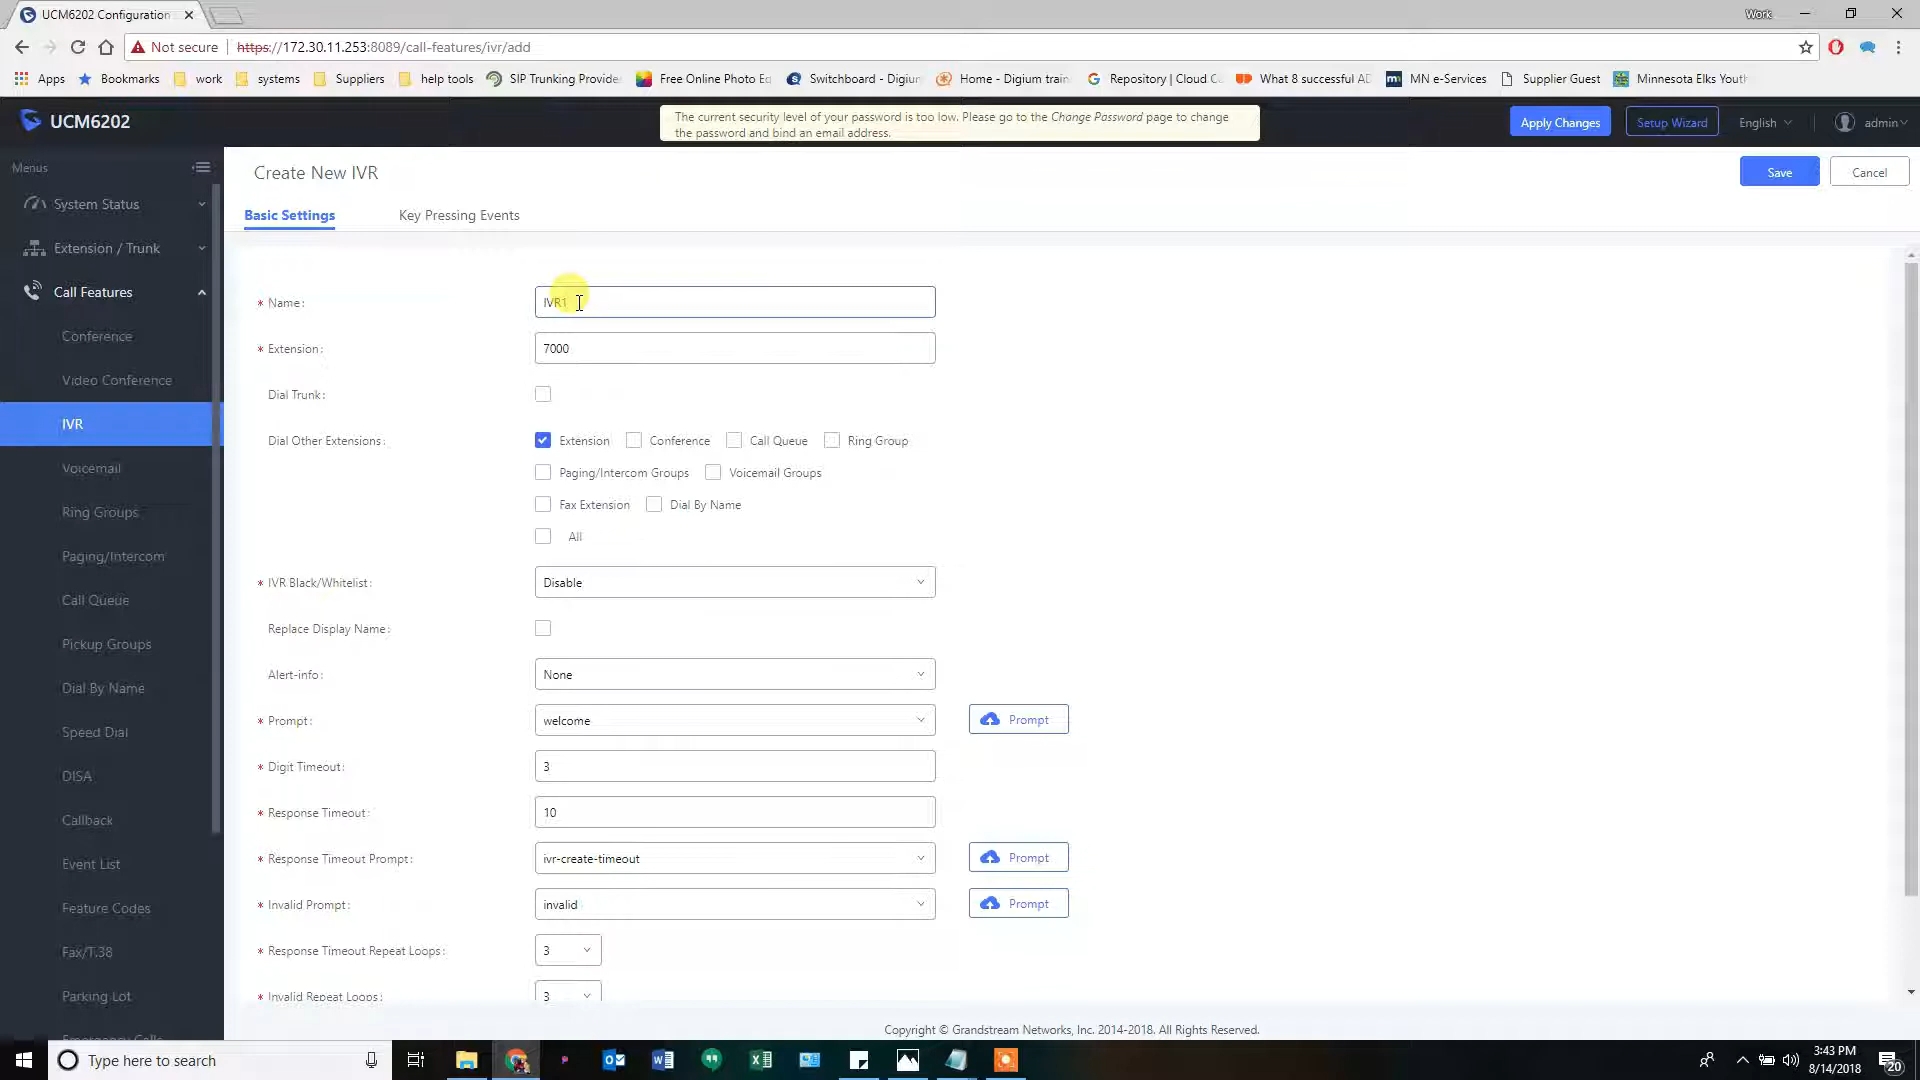 UCM6202 Configuration
Work
Not secure https://172.30.11.253:8089/call-features/ivr/add
Apps Bookmarks work systems Suppliers help tools SIP Trunking Provide Free Online Photo Ed Switchboard - Digium Home - Digium train Repository | Cloud C What 8 successful AD MN e-Services Supplier Guest Minnesota Elks Yout
UCM6202
The current security level of your password is too low. Please go to the Change Password page to change
the password and bind an email address.
Apply Changes Setup Wizard English admin
Menus
System Status
Extension / Trunk
Call Features
Conference
Video Conference
IVR
Voicemail
Ring Groups
Paging/Intercom
Call Queue
Pickup Groups
Dial By Name
Speed Dial
DISA
Callback
Event List
Feature Codes
Fax/T.38
Parking Lot
Emergency Calls
Create New IVR
Save Cancel
Basic Settings Key Pressing Events
* Name: IVR1
* Extension: 7000
Dial Trunk:
Dial Other Extensions: Extension Conference Call Queue Ring Group
Paging/Intercom Groups Voicemail Groups
Fax Extension Dial By Name
All
* IVR Black/Whitelist: Disable
Replace Display Name:
Alert-info: None
* Prompt: welcome Prompt
* Digit Timeout: 3
* Response Timeout: 10
* Response Timeout Prompt: ivr-create-timeout Prompt
* Invalid Prompt: invalid Prompt
* Response Timeout Repeat Loops: 3
* Invalid Repeat Loops: 3
Copyright © Grandstream Networks, Inc. 2014-2018. All Rights Reserved.
Type here to search
3:43 PM
8/14/2018
20